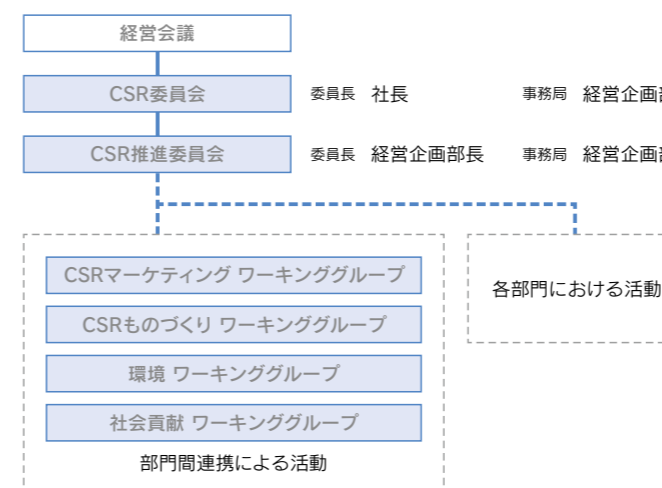 経営会議
CSR委員会 委員長 社長 事務局 経営企画
CSR推進委員会 委員長 経営企画部長 事務局 経営企画
CSRマーケティング ワーキンググループ
CSRものづくり ワーキンググループ
環境 ワーキンググループ
社会貢献 ワーキンググループ
部門間連携による活動
各部門における活動